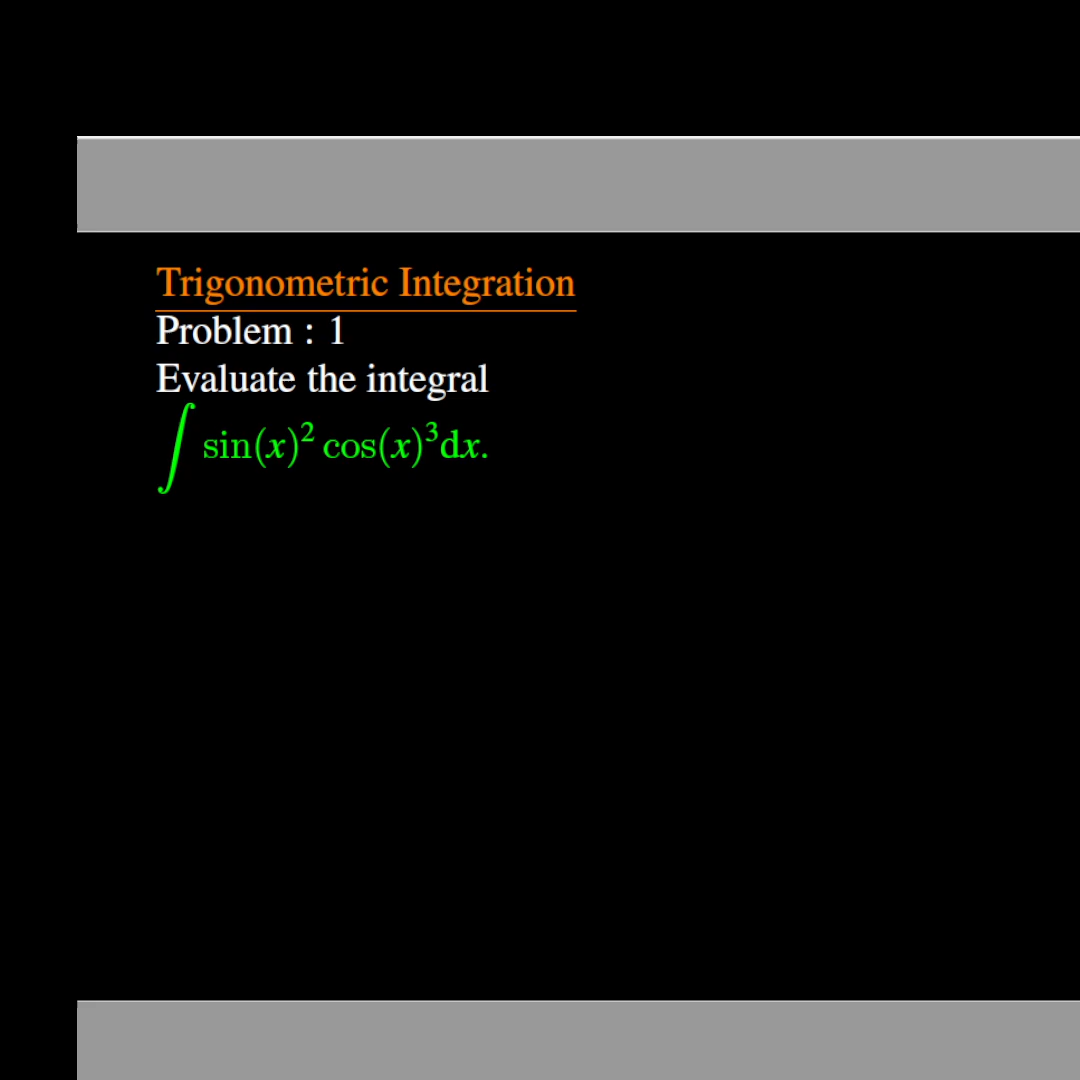 Trigonometric Integration
Problem : 1
Evaluate the integral
∫ sin(x)² cos(x)³dx.